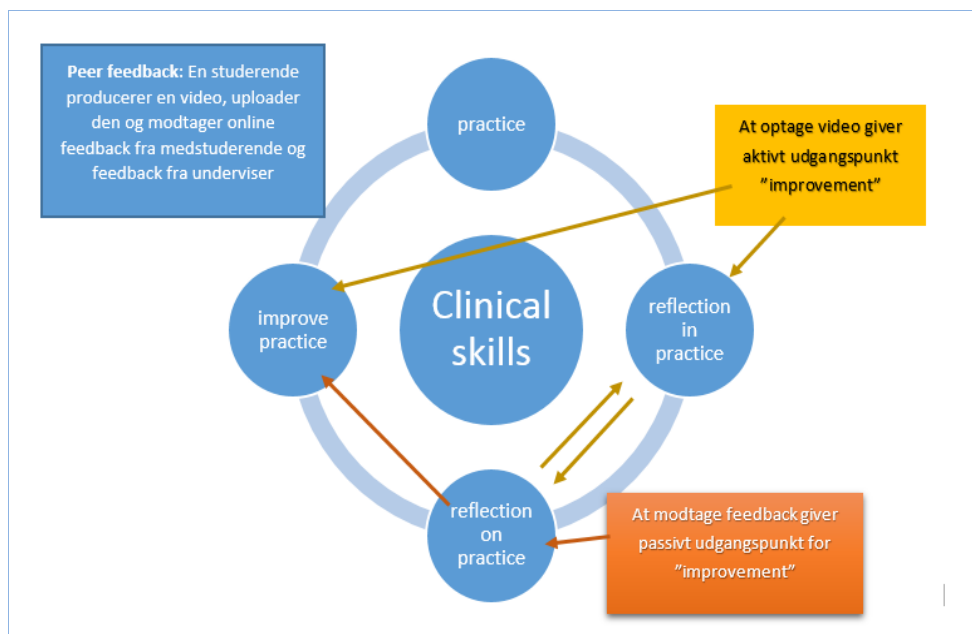 Peer feedback: En studerende
producerer en video, uploader
den og modtager online
feedback fra medstuderende og
feedback fra underviser
practice
At optage video giver
aktivt udgangspunkt
”improvement”
improve
practice
Clinical
skills
reflection
in
practice
reflection
on
practice
At modtage feedback giver
passivt udgangspunkt for
”improvement”